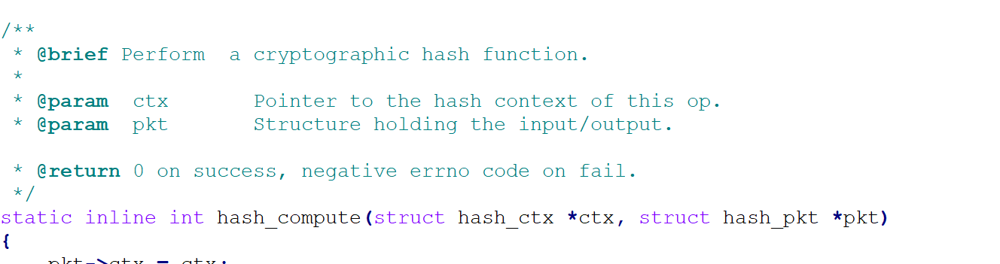 /**
 * @brief Perform  a cryptographic hash function.
 *
 * @param  ctx       Pointer to the hash context of this op.
 * @param  pkt       Structure holding the input/output.

 * @return 0 on success, negative errno code on fail.
 */
static inline int hash_compute(struct hash_ctx *ctx, struct hash_pkt *pkt)
{
    pkt->ctx = ctx;